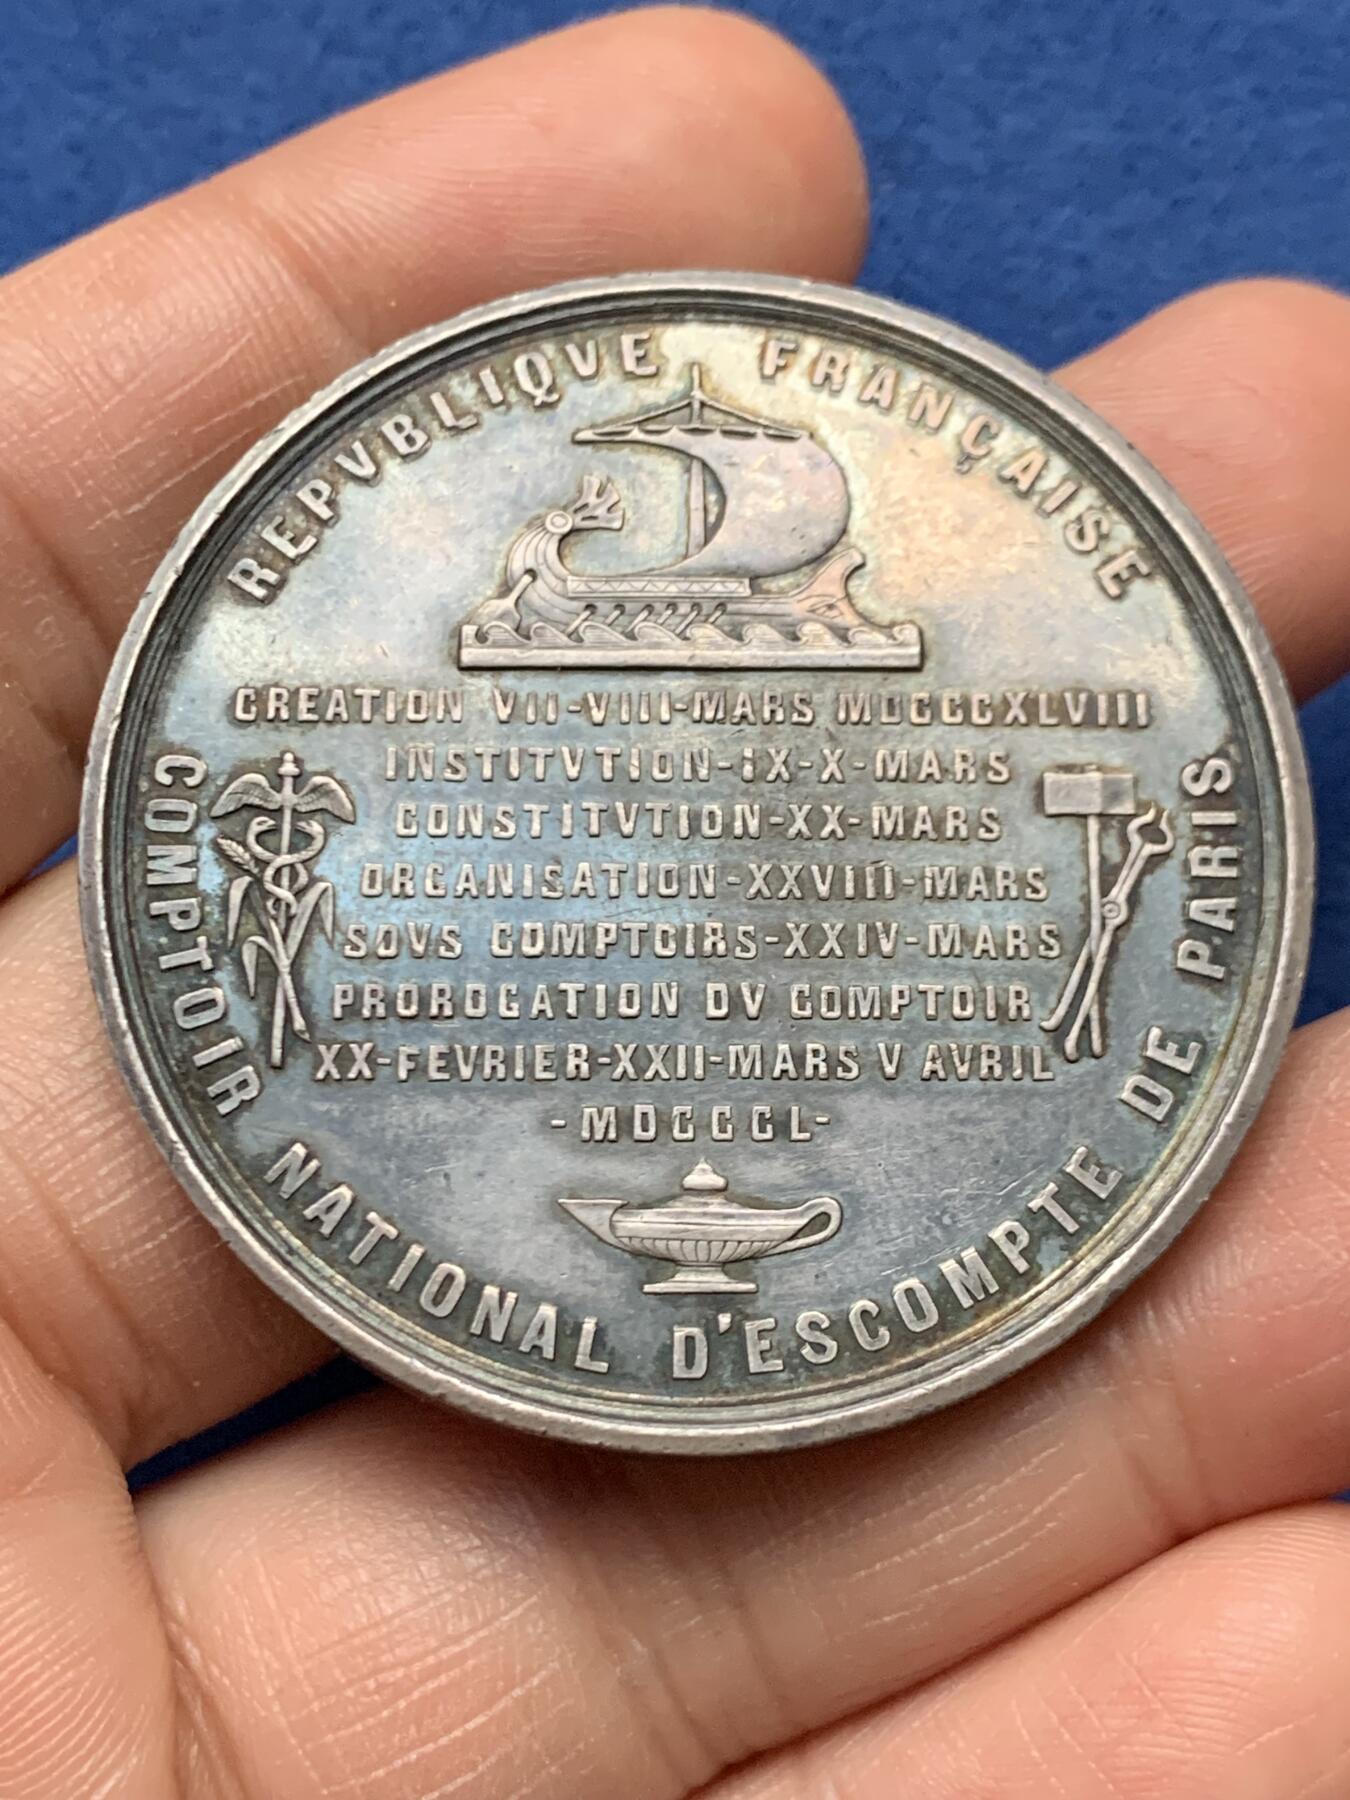 REPVBLIQVE FRANÇAISE
CREATION VII-VIII-MARS MDCCCXLVIII
INSTITVTION-IX-X-MARS
CONSTITVTION-XX-MARS
ORGANISATION-XXVIII-MARS
SOVS COMPTOIRS-XXIV-MARS
PROROGATION DV COMPTOIR
XX-FEVRIER-XXII-MARS V AVRIL
-MDCCCL-
COMPTOIR NATIONAL D'ESCOMPTE DE PARIS